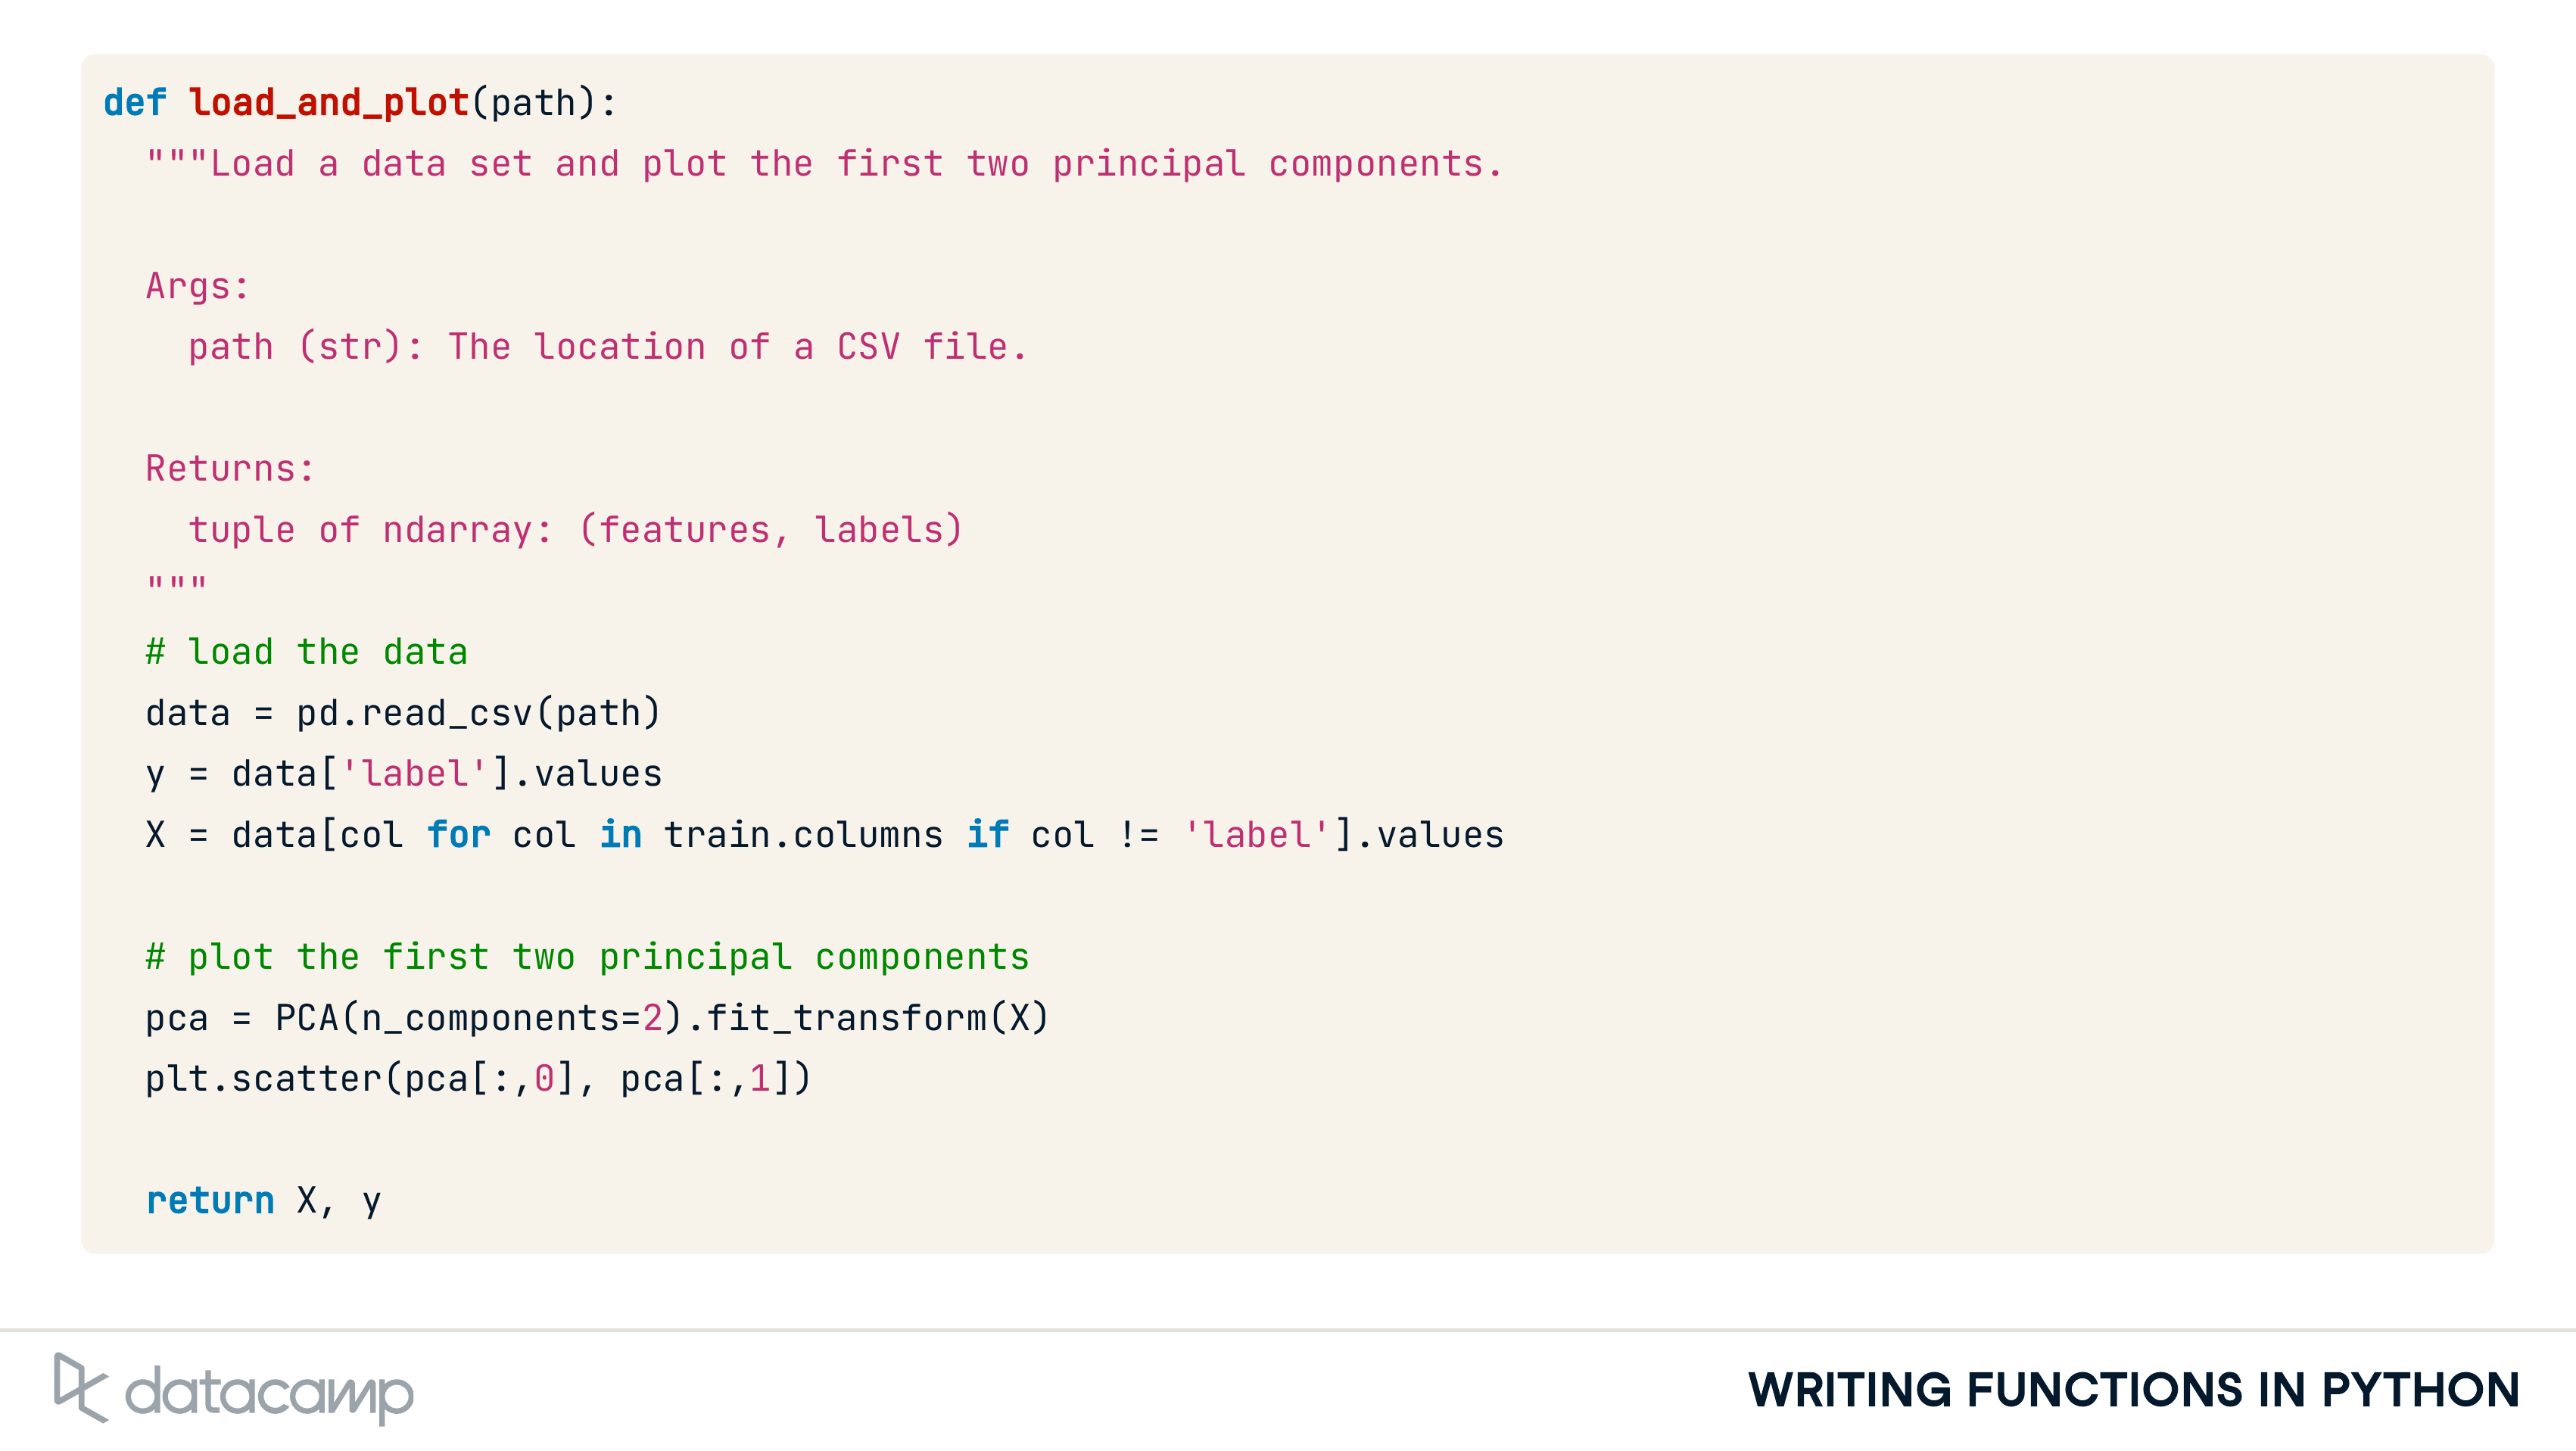 def load_and_plot(path):
  """Load a data set and plot the first two principal components.

  Args:
    path (str): The location of a CSV file.

  Returns:
    tuple of ndarray: (features, labels)
  """
  # load the data
  data = pd.read_csv(path)
  y = data['label'].values
  X = data[col for col in train.columns if col != 'label'].values

  # plot the first two principal components
  pca = PCA(n_components=2).fit_transform(X)
  plt.scatter(pca[:,0], pca[:,1])

  return X, y
datacamp
WRITING FUNCTIONS IN PYTHON